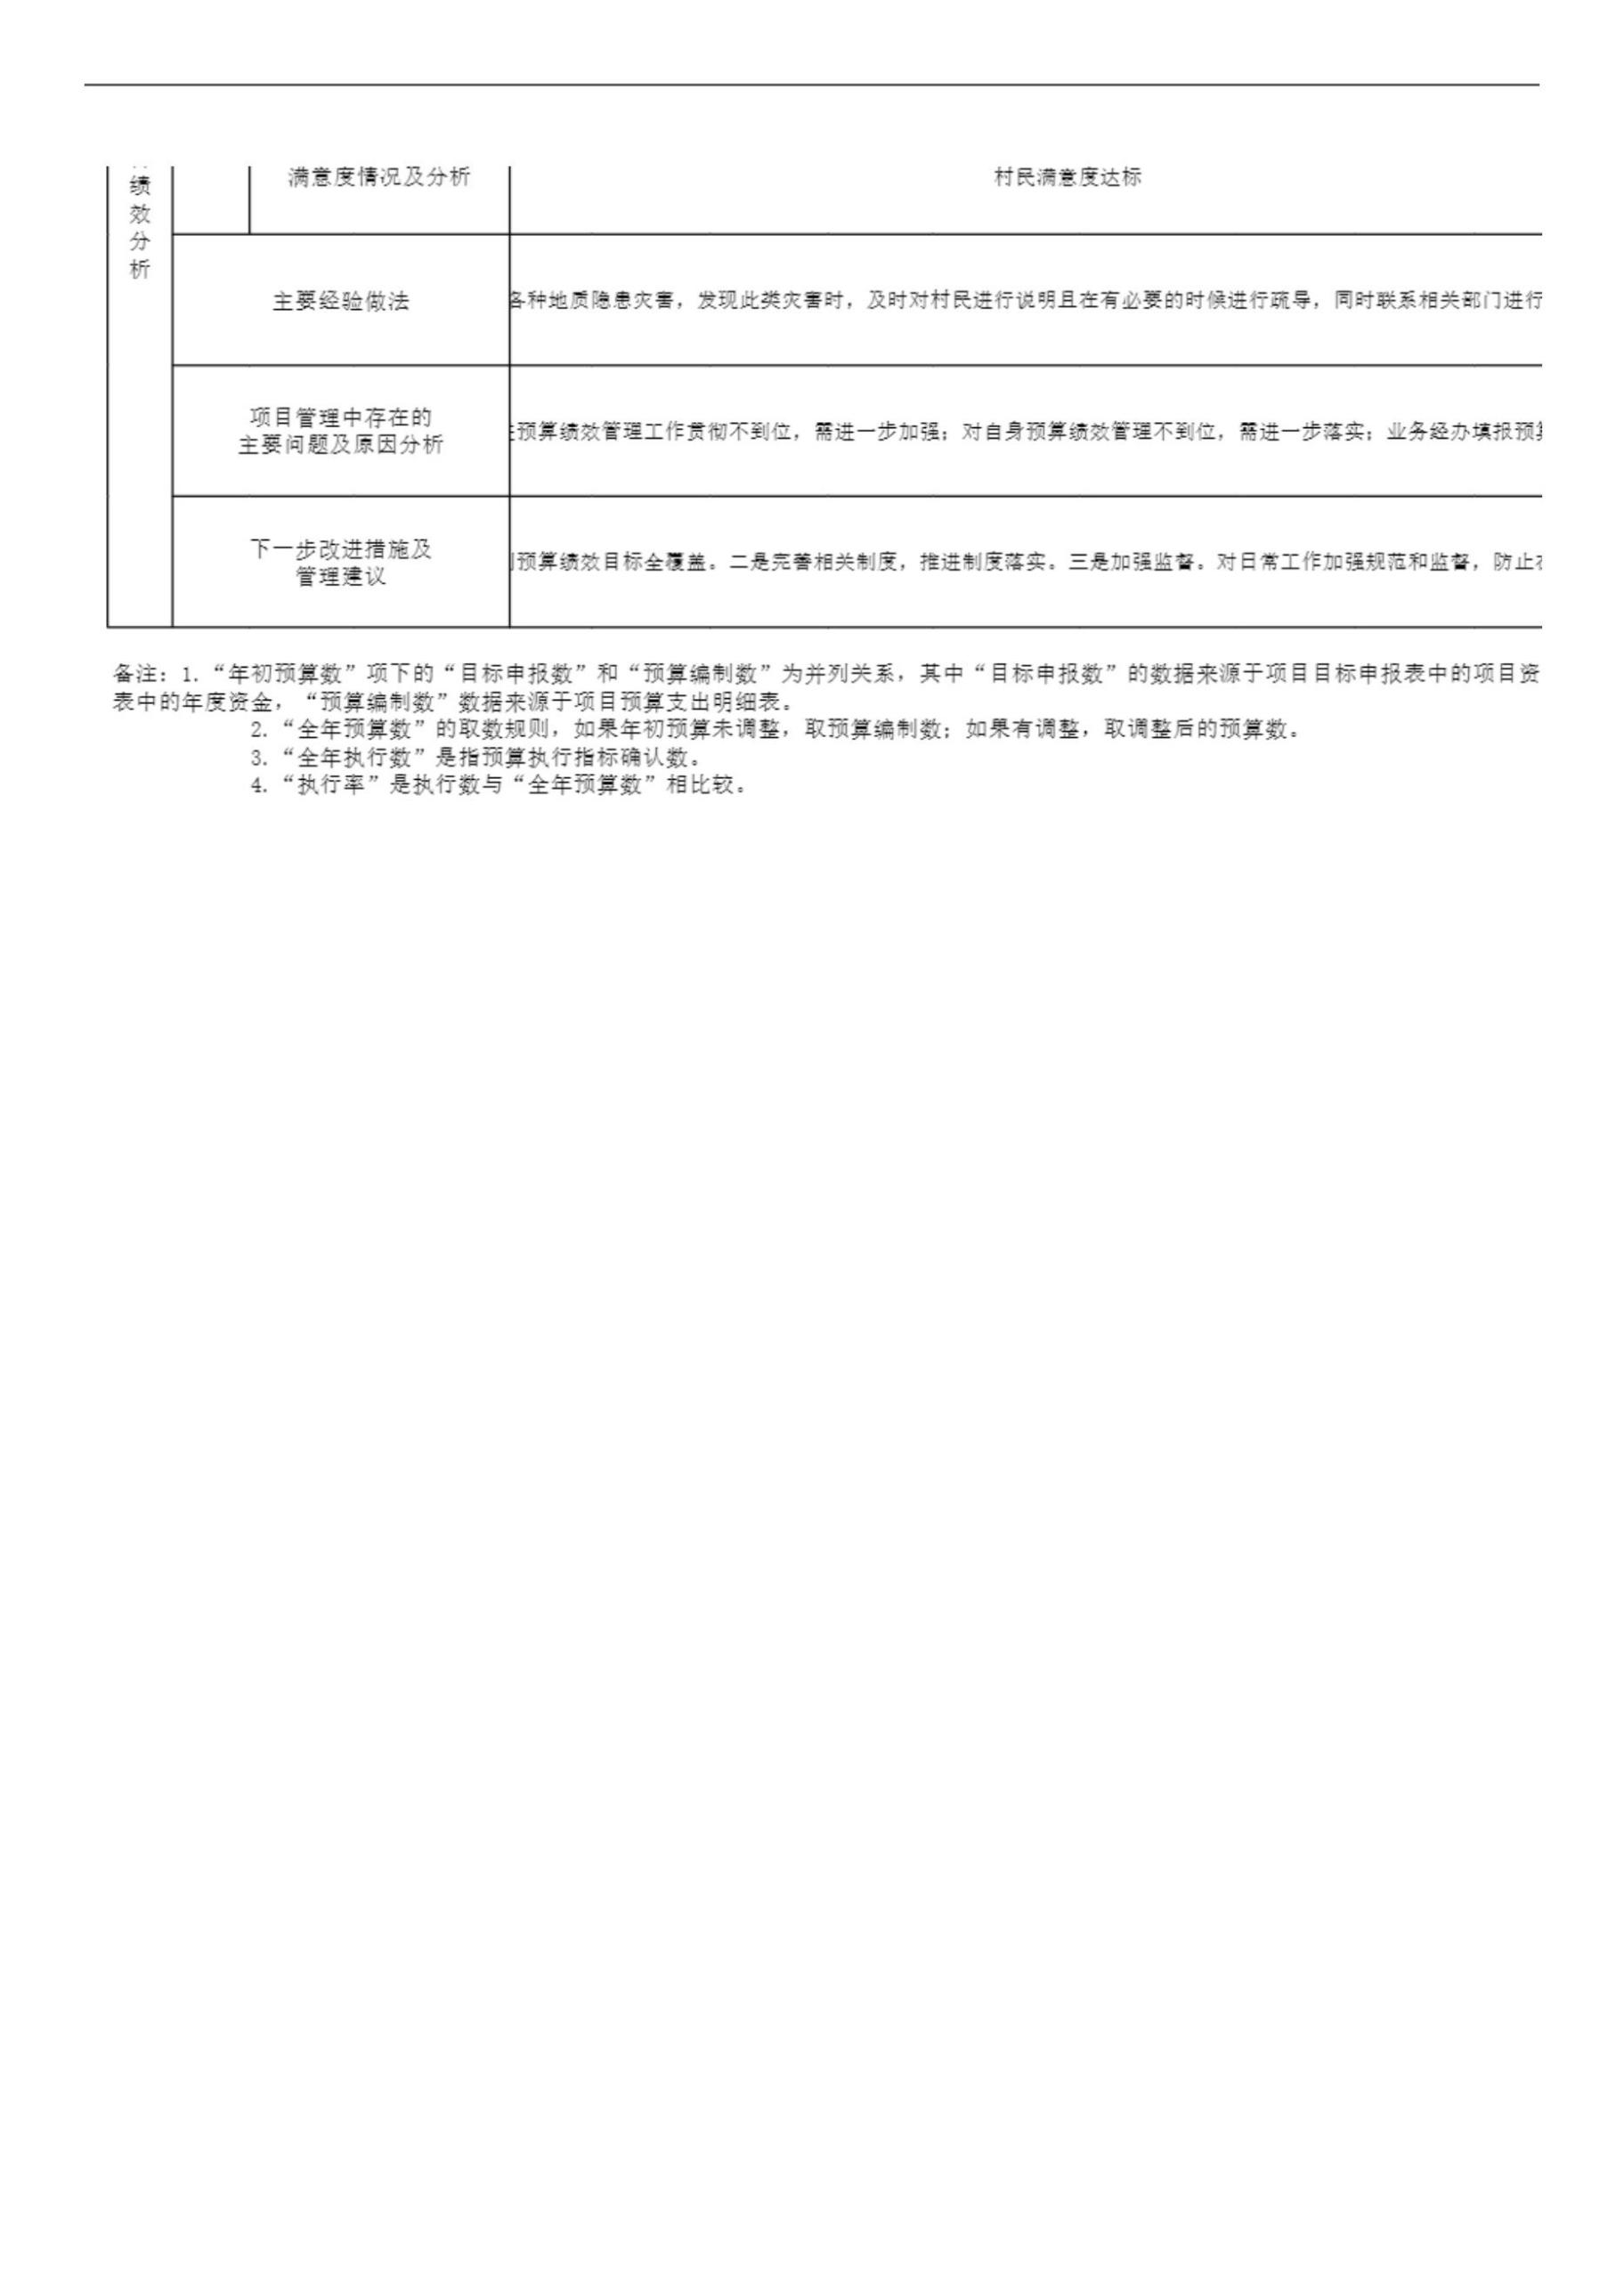 绩
效
分
析
满意度情况及分析
村民满意度达标
主要经验做法
各种地质隐患灾害，发现此类灾害时，及时对村民进行说明且在有必要的时候进行疏导，同时联系相关部门进行
项目管理中存在的
主要问题及原因分析
预算绩效管理工作贯彻不到位，需进一步加强；对自身预算绩效管理不到位，需进一步落实；业务经办填报预
下一步改进措施及
管理建议
预算绩效目标全覆盖。二是完善相关制度，推进制度落实。三是加强监督。对日常工作加强规范和监督，防止
备注：1.“年初预算数”项下的“目标申报数”和“预算编制数”为并列关系，其中“目标申报数”的数据来源于项目目标申报表中的项目资
表中的年度资金，“预算编制数”数据来源于项目预算支出明细表。
2.“全年预算数”的取数规则，如果年初预算未调整，取预算编制数；如果有调整，取调整后的预算数。
3.“全年执行数”是指预算执行指标确认数。
4.“执行率”是执行数与“全年预算数”相比较。